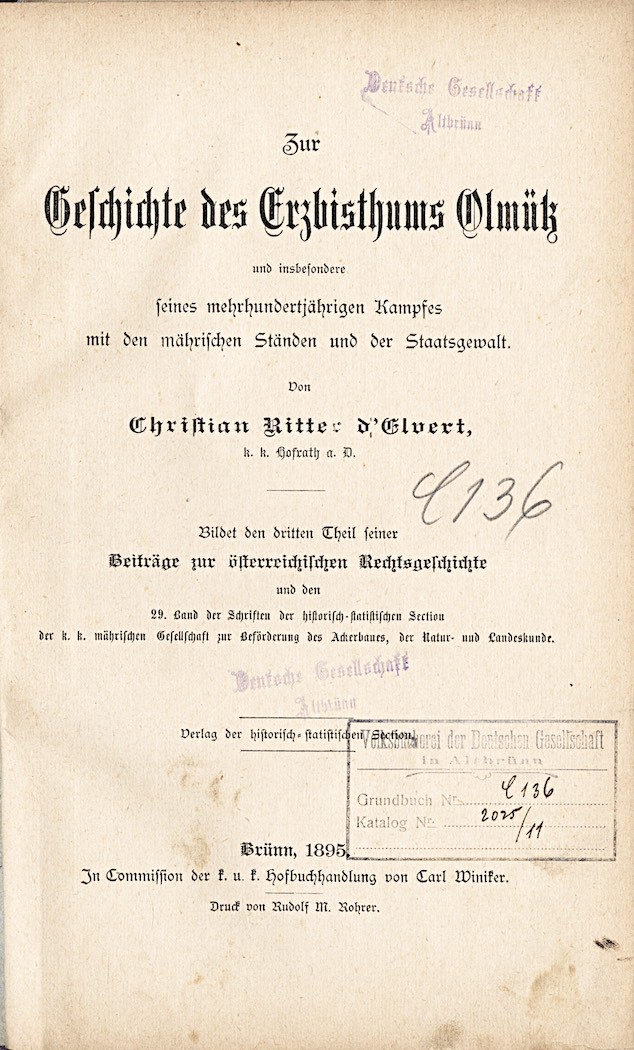 Deutsche Gesellschaft
Altbrünn
Zur
Geschichte des Erzbisthums Olmütz
und insbesondere
seines mehrhundertjährigen Kampfes
mit den mährischen Ständen und der Staatsgewalt.
Von
Christian Ritter d'Elvert,
k. k. Hofrath a. D.
C 136
Bildet den dritten Theil seiner
Beiträge zur österreichischen Rechtsgeschichte
und den
29. Band der Schriften der historisch-statistischen Section
der k. k. mährischen Gesellschaft zur Beförderung des Ackerbaues, der Natur- und Landeskunde.
Deutsche Gesellschaft
Altbrünn
Verlag der historisch-statistischen Section.
Volksbücherei der Deutschen Gesellschaft
in Altbrünn
Grundbuch Nr. C 136
Katalog Nr. 2025/11
Brünn, 1895.
In Commission der k. u. k. Hofbuchhandlung von Carl Winiker.
Druck von Rudolf M. Rohrer.